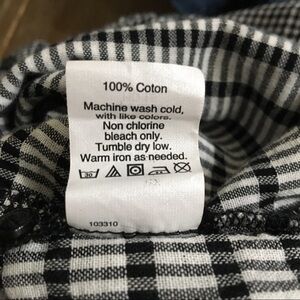 100% Coton
Machine wash cold,
with like colors.
Non chlorine
bleach only.
Tumble dry low.
Warm iron as needed.
30
103310